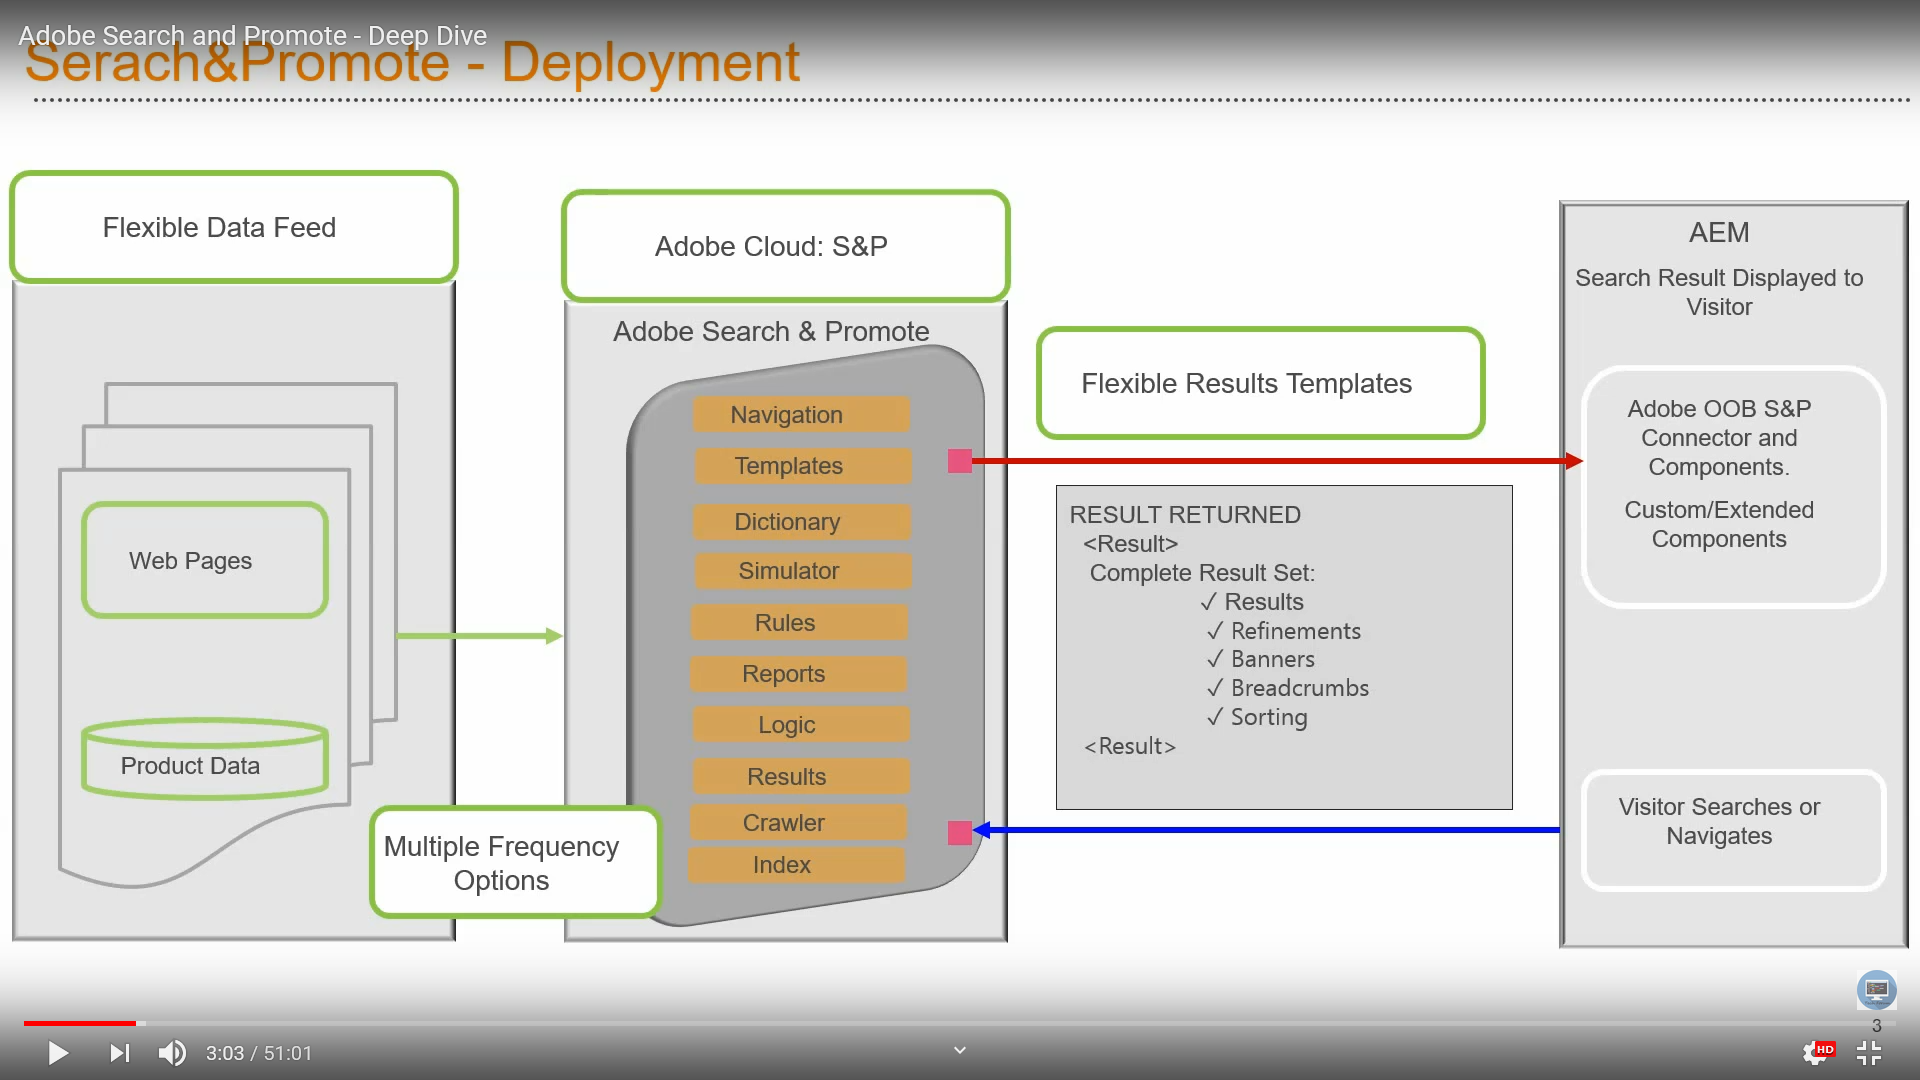 Adobe Search and Promote - Deep Dive
Serach&Promote - Deployment
Flexible Data Feed
Web Pages
Product Data
Multiple Frequency
Options
Adobe Cloud: S&P
Adobe Search & Promote
Navigation
Templates
Dictionary
Simulator
Rules
Reports
Logic
Results
Crawler
Index
Flexible Results Templates
RESULT RETURNED
<Result>
Complete Result Set:
✓ Results
✓ Refinements
✓ Banners
✓ Breadcrumbs
✓ Sorting
<Result>
AEM
Search Result Displayed to
Visitor
Adobe OOB S&P
Connector and
Components.
Custom/Extended
Components
Visitor Searches or
Navigates
3
3:03 / 51:01
HD